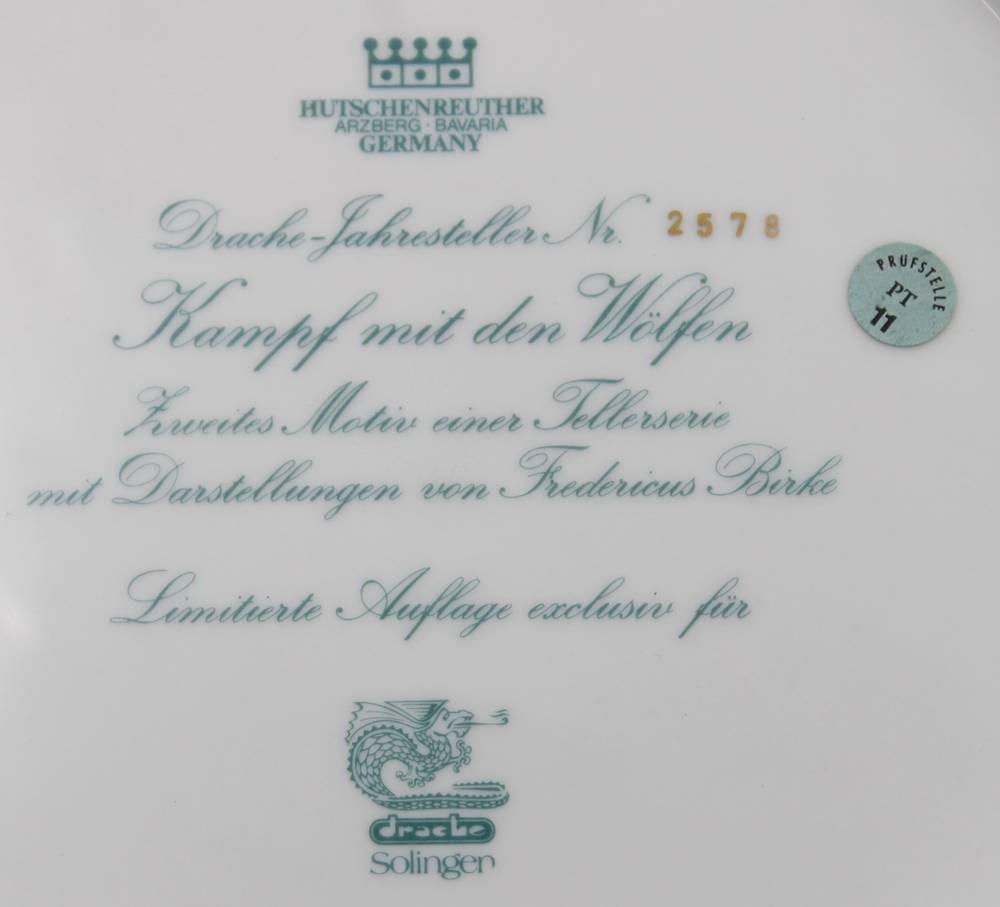 HUTSCHENREUTHER
ARZBERG · BAVARIA
GERMANY
Drache-Jahresteller Nr. 2578
Kampf mit den Wölfen
Zweites Motiv einer Tellerserie
mit Darstellungen von Fredericus Birke
Limitierte Auflage exclusiv für
drache
Solingen
PRÜFSTELLE
PT
11